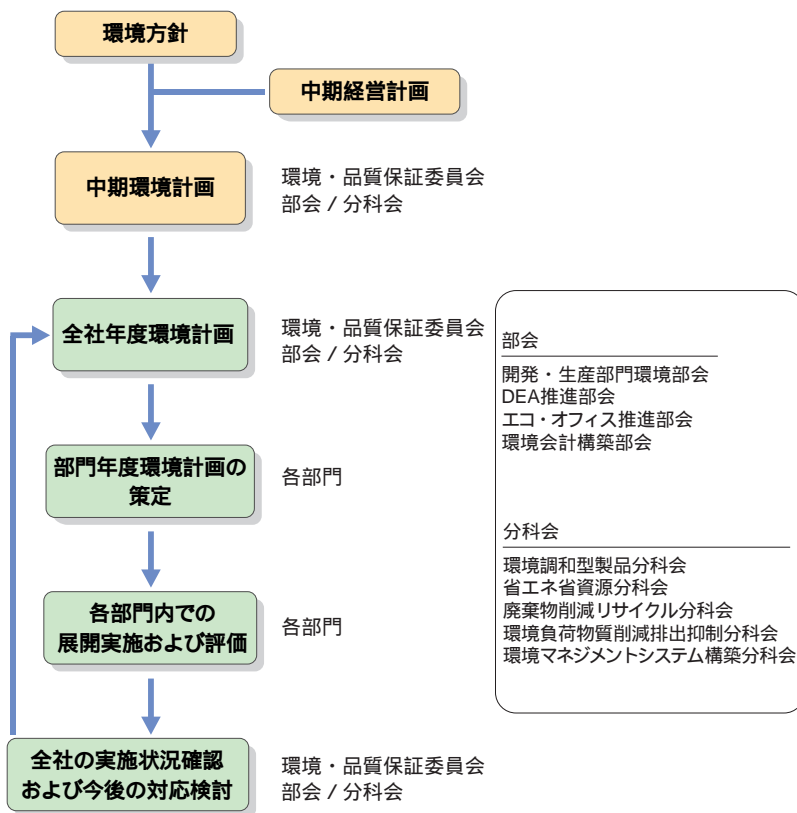 環境方針
中期経営計画
中期環境計画
環境・品質保証委員会
部会 / 分科会
全社年度環境計画
環境・品質保証委員会
部会 / 分科会
部門年度環境計画の
策定
各部門
各部門内での
展開実施および評価
各部門
全社の実施状況確認
および今後の対応検討
環境・品質保証委員会
部会 / 分科会
部会
開発・生産部門環境部会
DEA推進部会
エコ・オフィス推進部会
環境会計構築部会
分科会
環境調和型製品分科会
省エネ省資源分科会
廃棄物削減リサイクル分科会
環境負荷物質削減排出抑制分科会
環境マネジメントシステム構築分科会